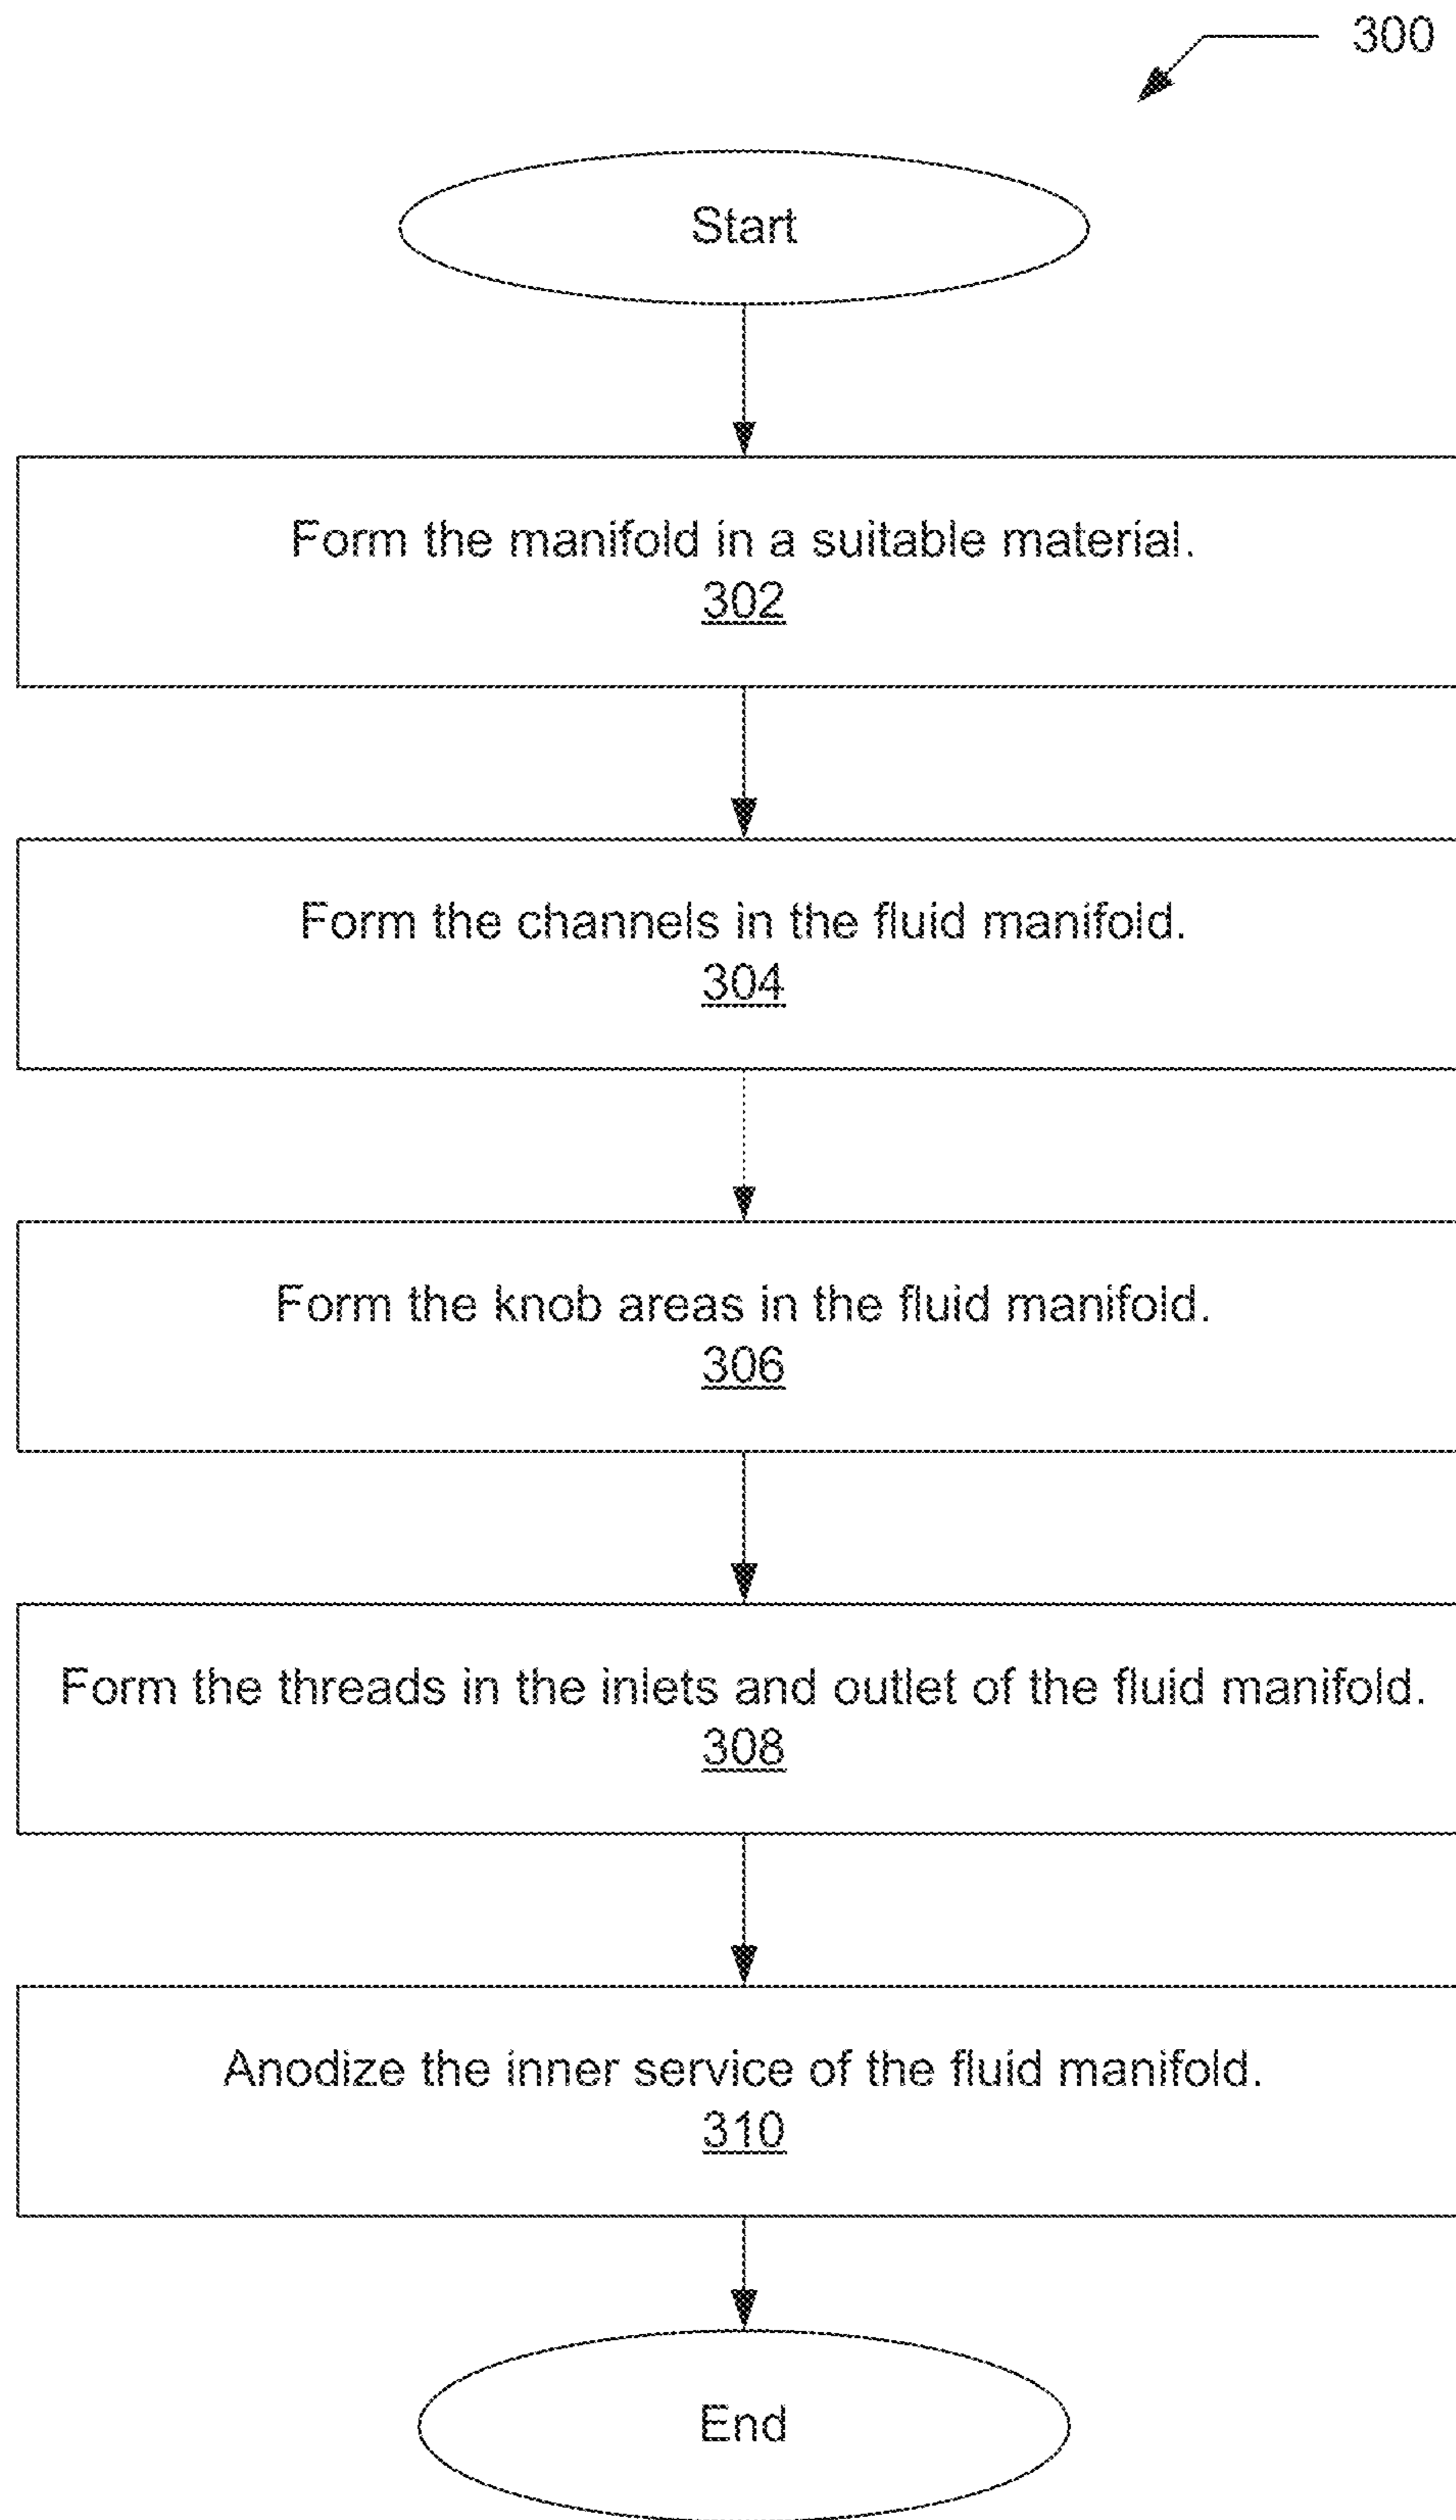 300
Start
Form the manifold in a suitable material.
302
Form the channels in the fluid manifold.
304
Form the knob areas in the fluid manifold.
306
Form the threads in the inlets and outlet of the fluid manifold.
308
Anodize the inner service of the fluid manifold.
310
End